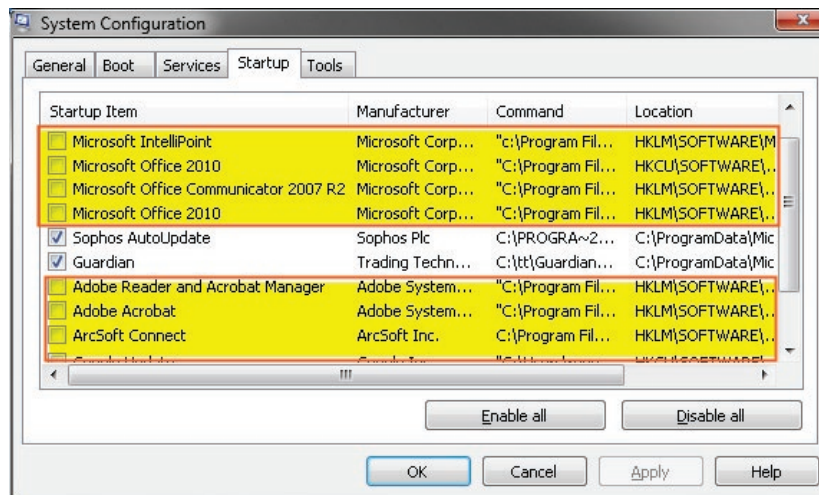 System Configuration
General Boot Services Startup Tools
Startup Item Manufacturer Command Location
Microsoft IntelliPoint Microsoft Corp... "c:\Program Fil... HKLM\SOFTWARE\M
Microsoft Office 2010 Microsoft Corp... "C:\Program Fil... HKCU\SOFTWARE\...
Microsoft Office Communicator 2007 R2 Microsoft Corp... "C:\Program Fil... HKLM\SOFTWARE\...
Microsoft Office 2010 Microsoft Corp... "C:\Program Fil... HKLM\SOFTWARE\...
Sophos AutoUpdate Sophos Plc C:\PROGRA~2... C:\ProgramData\Mic
Guardian Trading Techn... C:\tt\Guardian... C:\ProgramData\Mic
Adobe Reader and Acrobat Manager Adobe System... "C:\Program Fil... HKLM\SOFTWARE\...
Adobe Acrobat Adobe System... "C:\Program Fil... HKLM\SOFTWARE\...
ArcSoft Connect ArcSoft Inc. C:\Program Fil... HKLM\SOFTWARE\...
Enable all Disable all
OK Cancel Apply Help